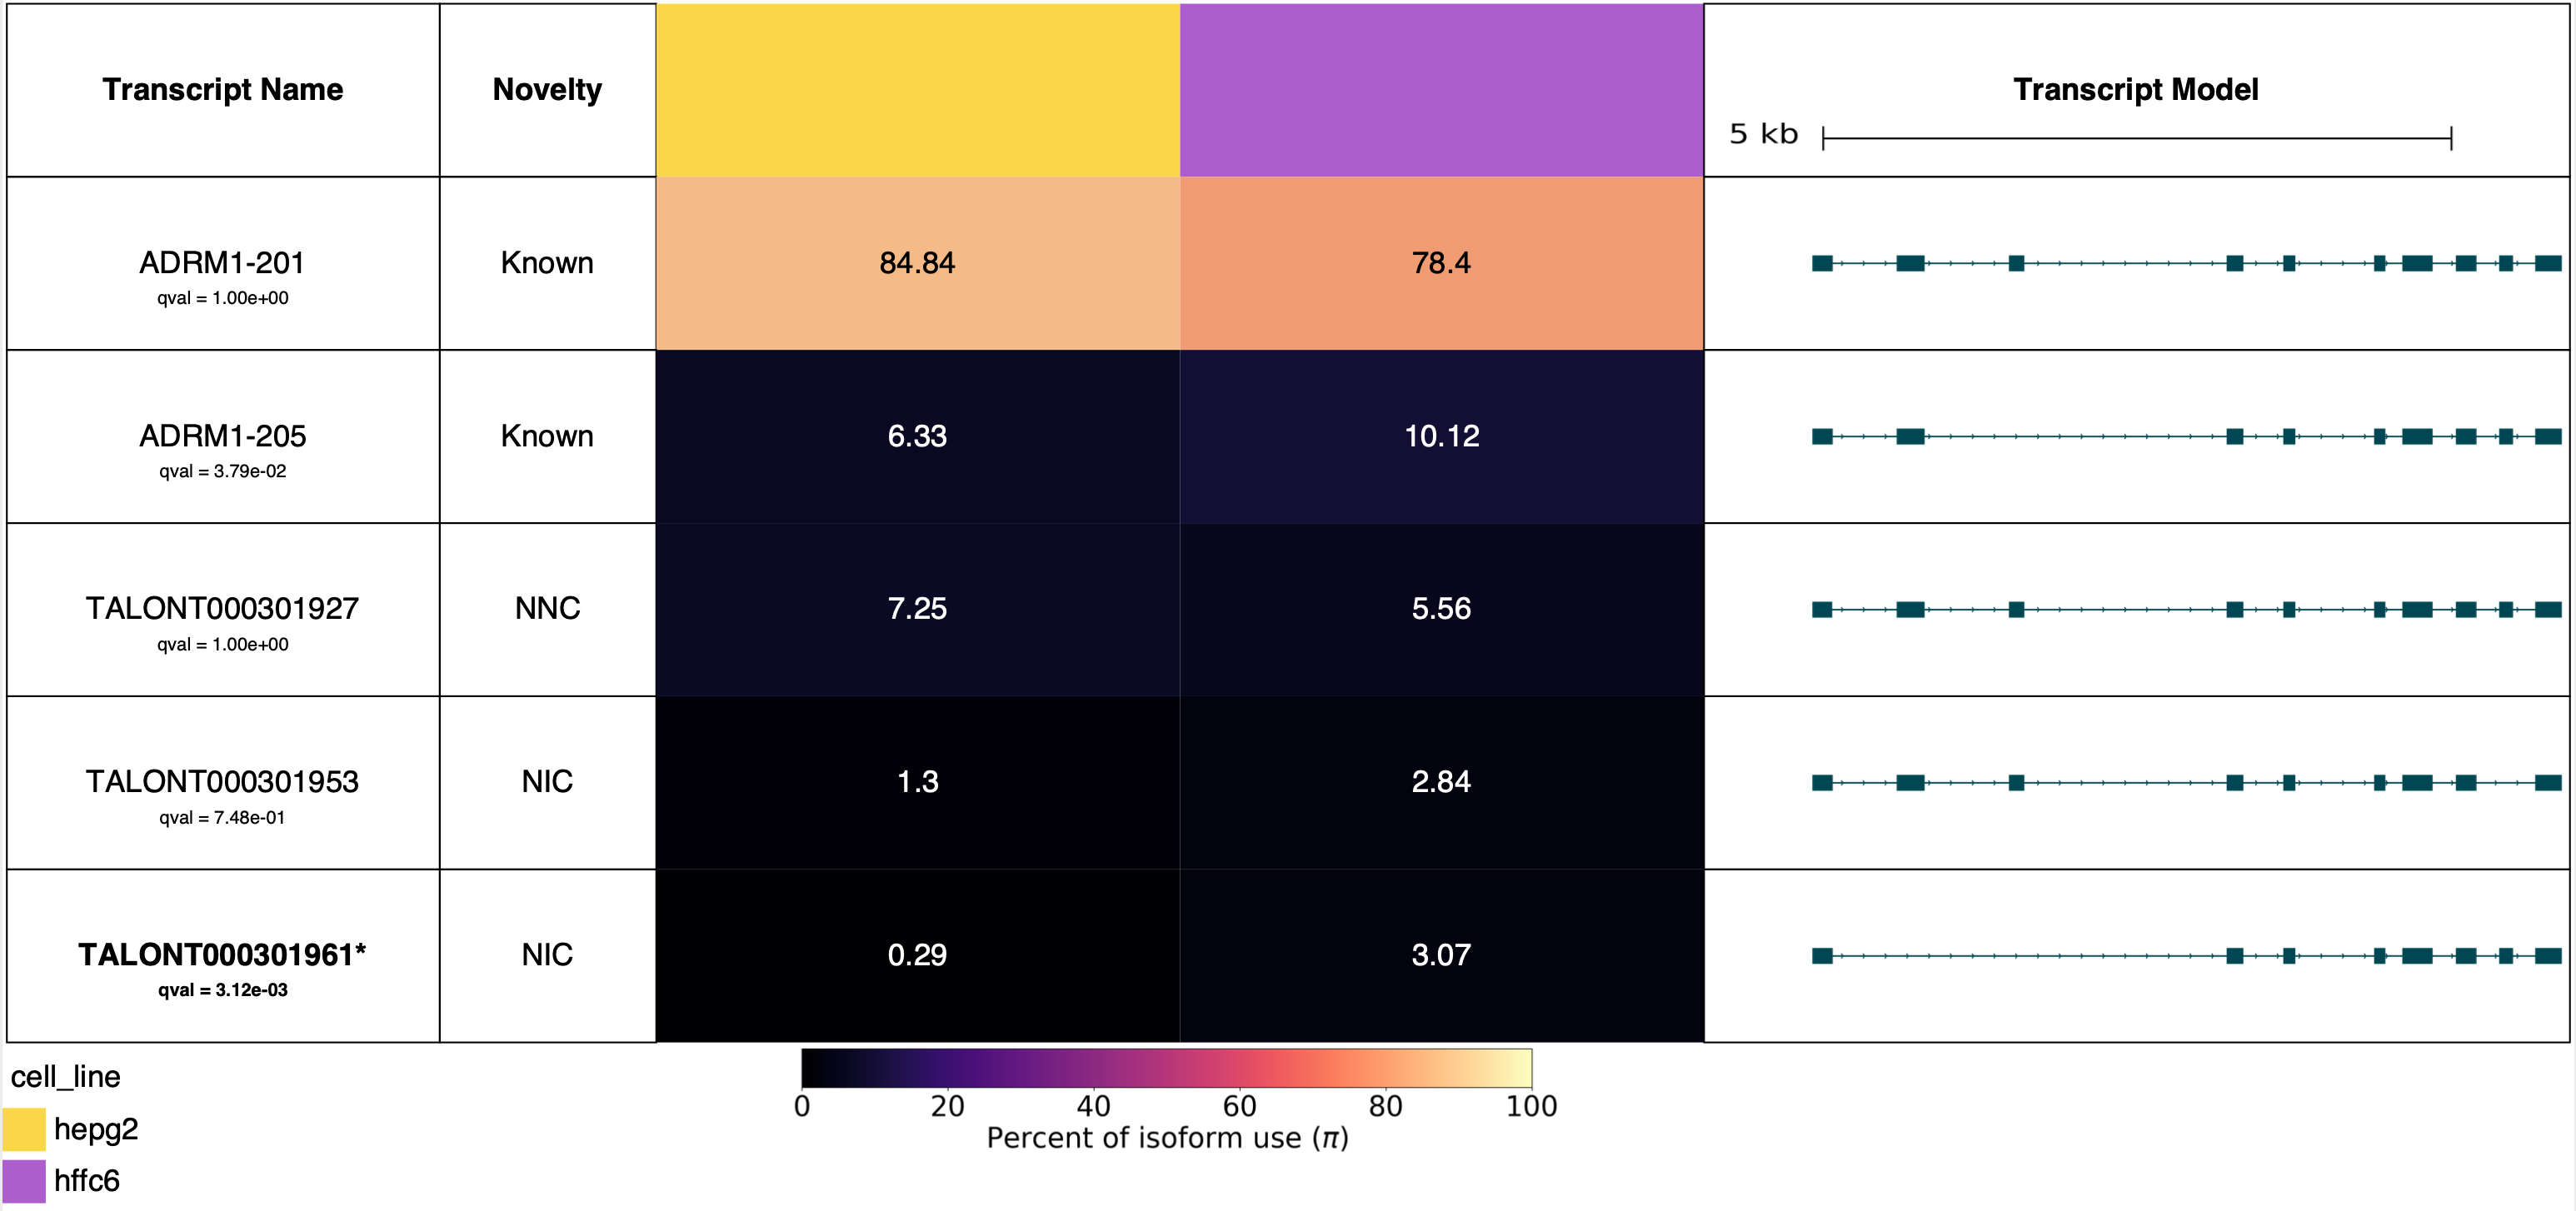 Transcript Name
Novelty
Transcript Model
5 kb
ADRM1-201
qval = 1.00e+00
Known
84.84
78.4
ADRM1-205
qval = 3.79e-02
Known
6.33
10.12
TALONT000301927
qval = 1.00e+00
NNC
7.25
5.56
TALONT000301953
qval = 7.48e-01
NIC
1.3
2.84
TALONT000301961*
qval = 3.12e-03
NIC
0.29
3.07
0 20 40 60 80 100
Percent of isoform use (π)
cell_line
hepg2
hffc6